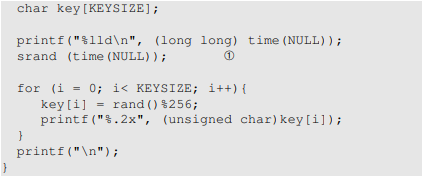 char key[KEYSIZE];
printf("%lld\n", (long long) time(NULL));
srand (time(NULL)); ①
for (i = 0; i< KEYSIZE; i++){
key[i] = rand()%256;
printf("%.2x", (unsigned char)key[i]);
}
printf("\n");
}